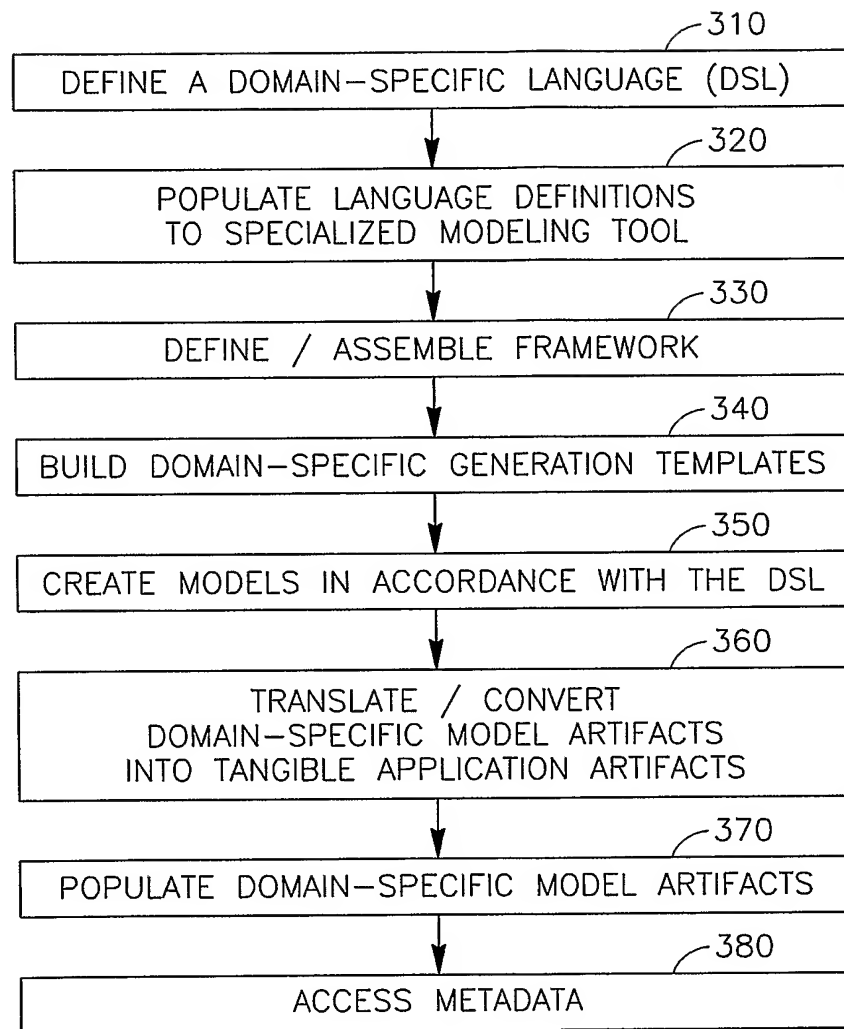 310
DEFINE A DOMAIN-SPECIFIC LANGUAGE (DSL)
320
POPULATE LANGUAGE DEFINITIONS
TO SPECIALIZED MODELING TOOL
330
DEFINE / ASSEMBLE FRAMEWORK
340
BUILD DOMAIN-SPECIFIC GENERATION TEMPLATES
350
CREATE MODELS IN ACCORDANCE WITH THE DSL
360
TRANSLATE / CONVERT
DOMAIN-SPECIFIC MODEL ARTIFACTS
INTO TANGIBLE APPLICATION ARTIFACTS
370
POPULATE DOMAIN-SPECIFIC MODEL ARTIFACTS
380
ACCESS METADATA